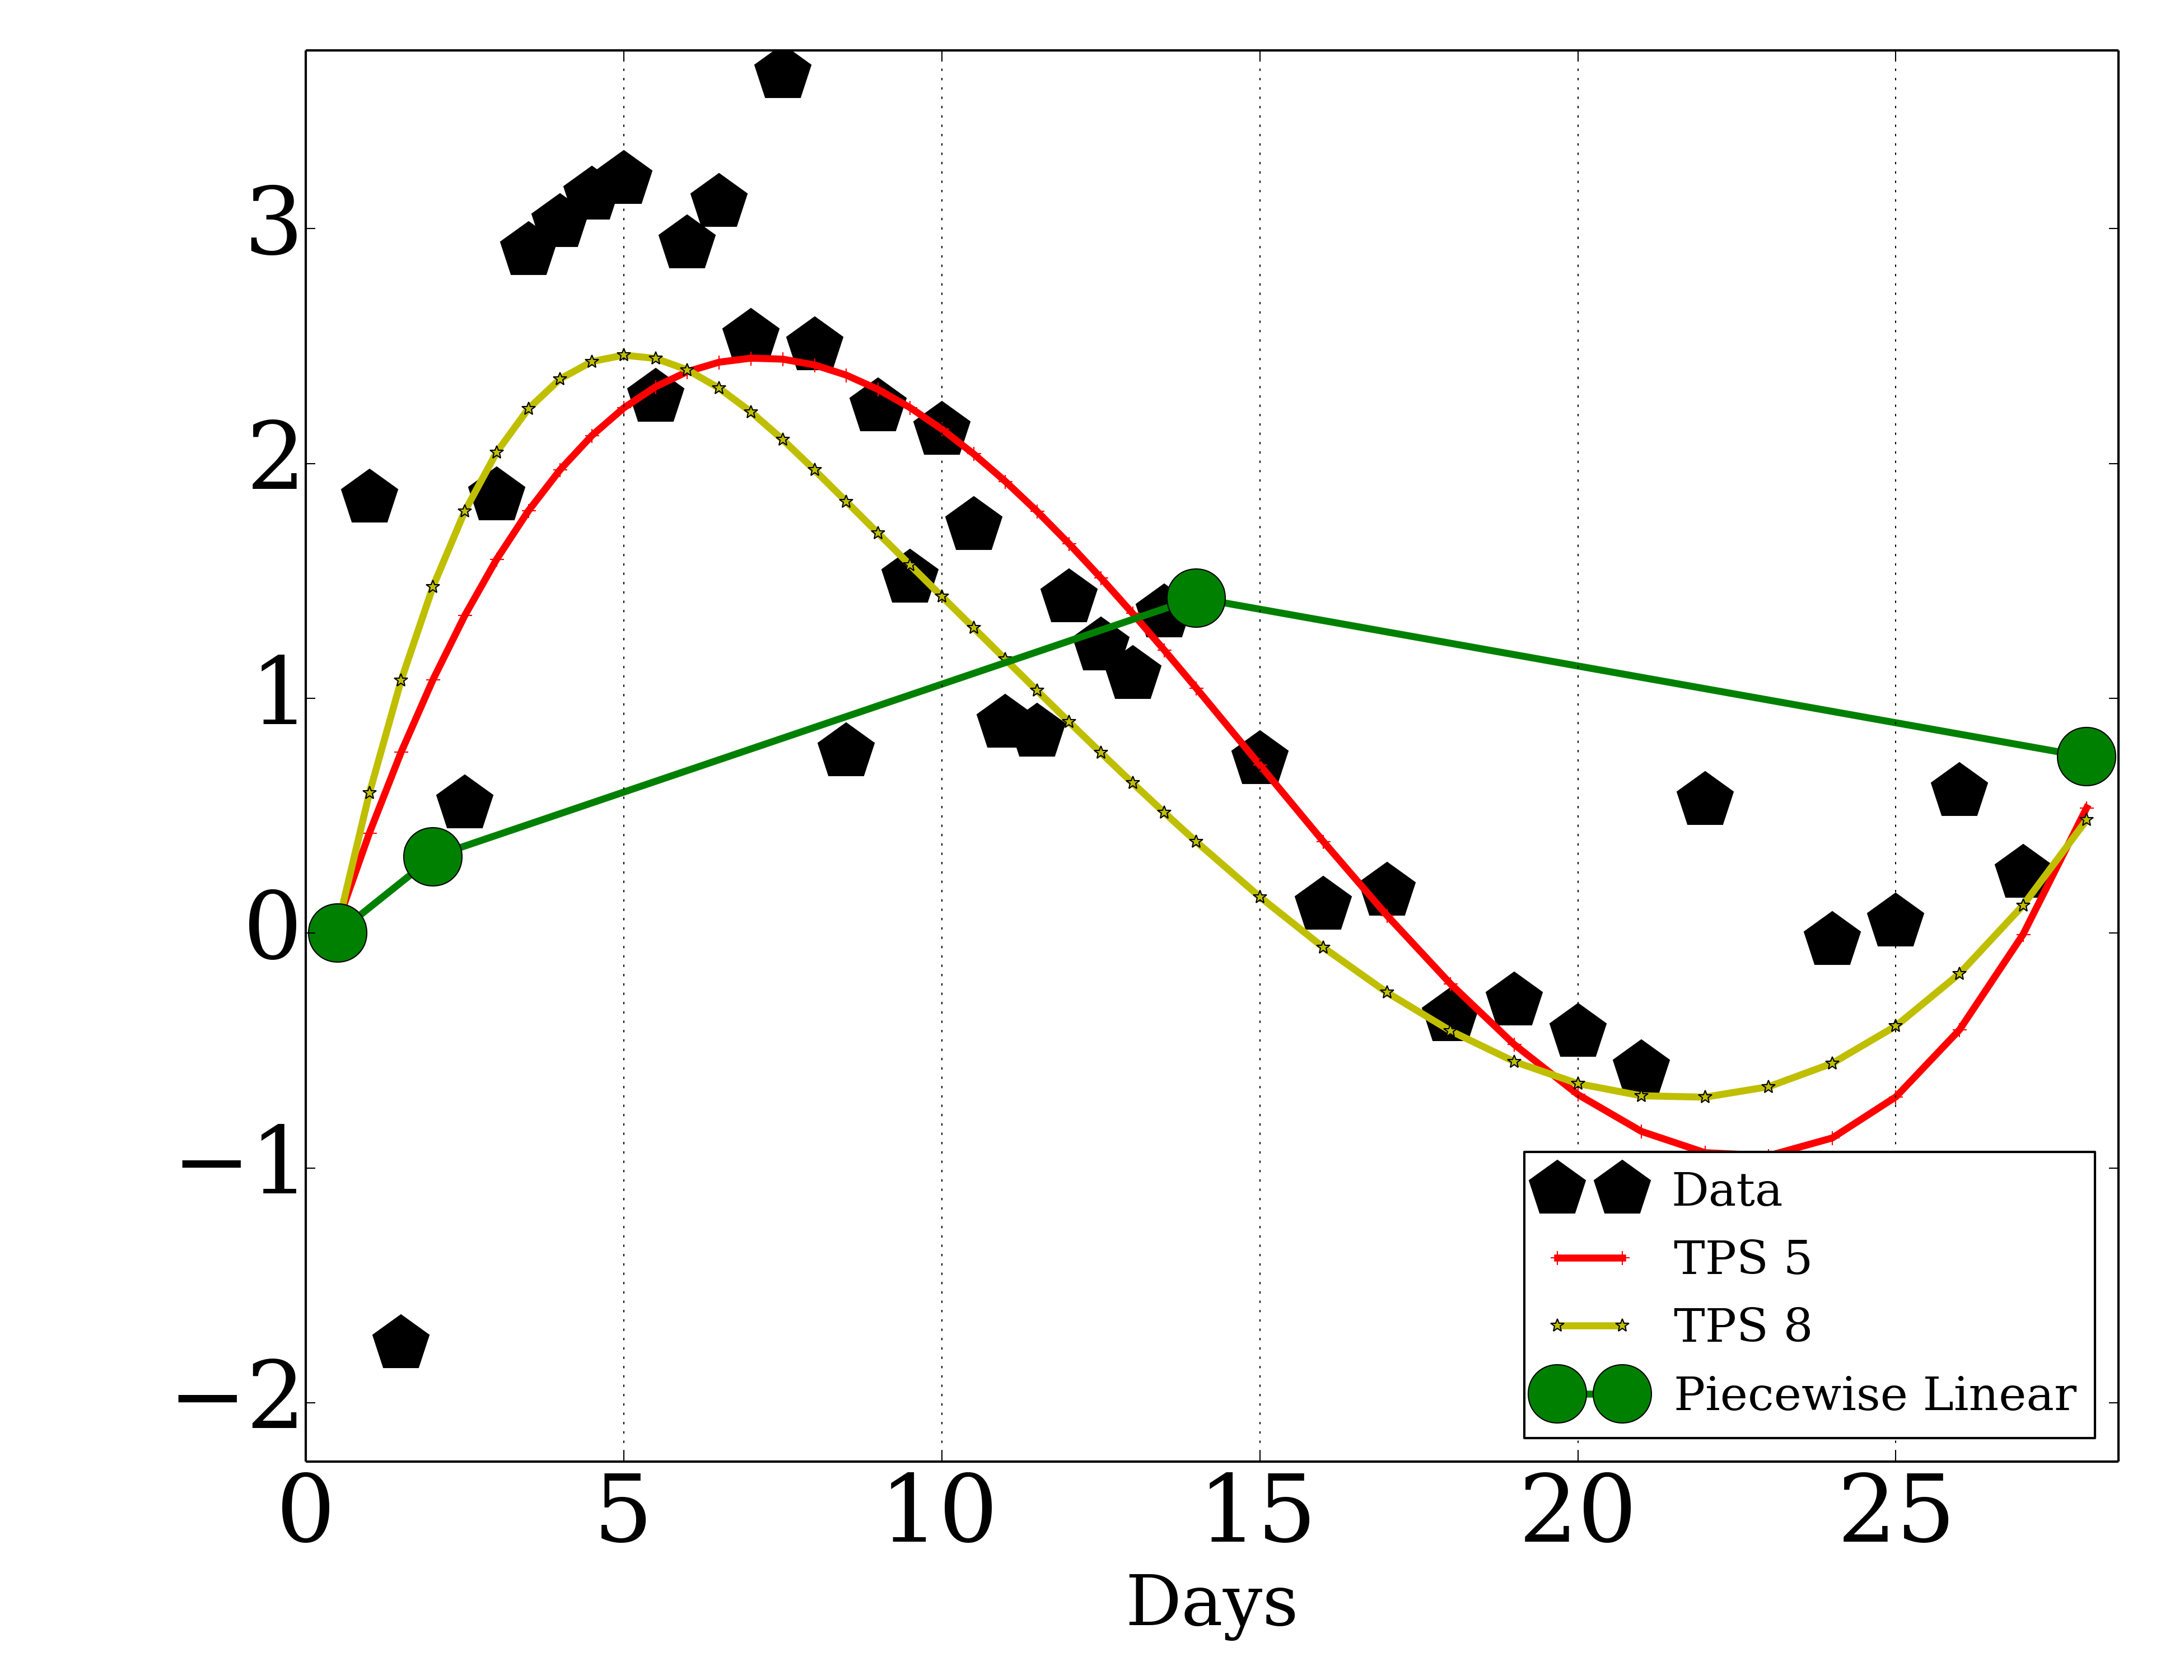 3
2
1
0
−1
−2
0 5 10 15 20 25
Days
Data
TPS 5
TPS 8
Piecewise Linear